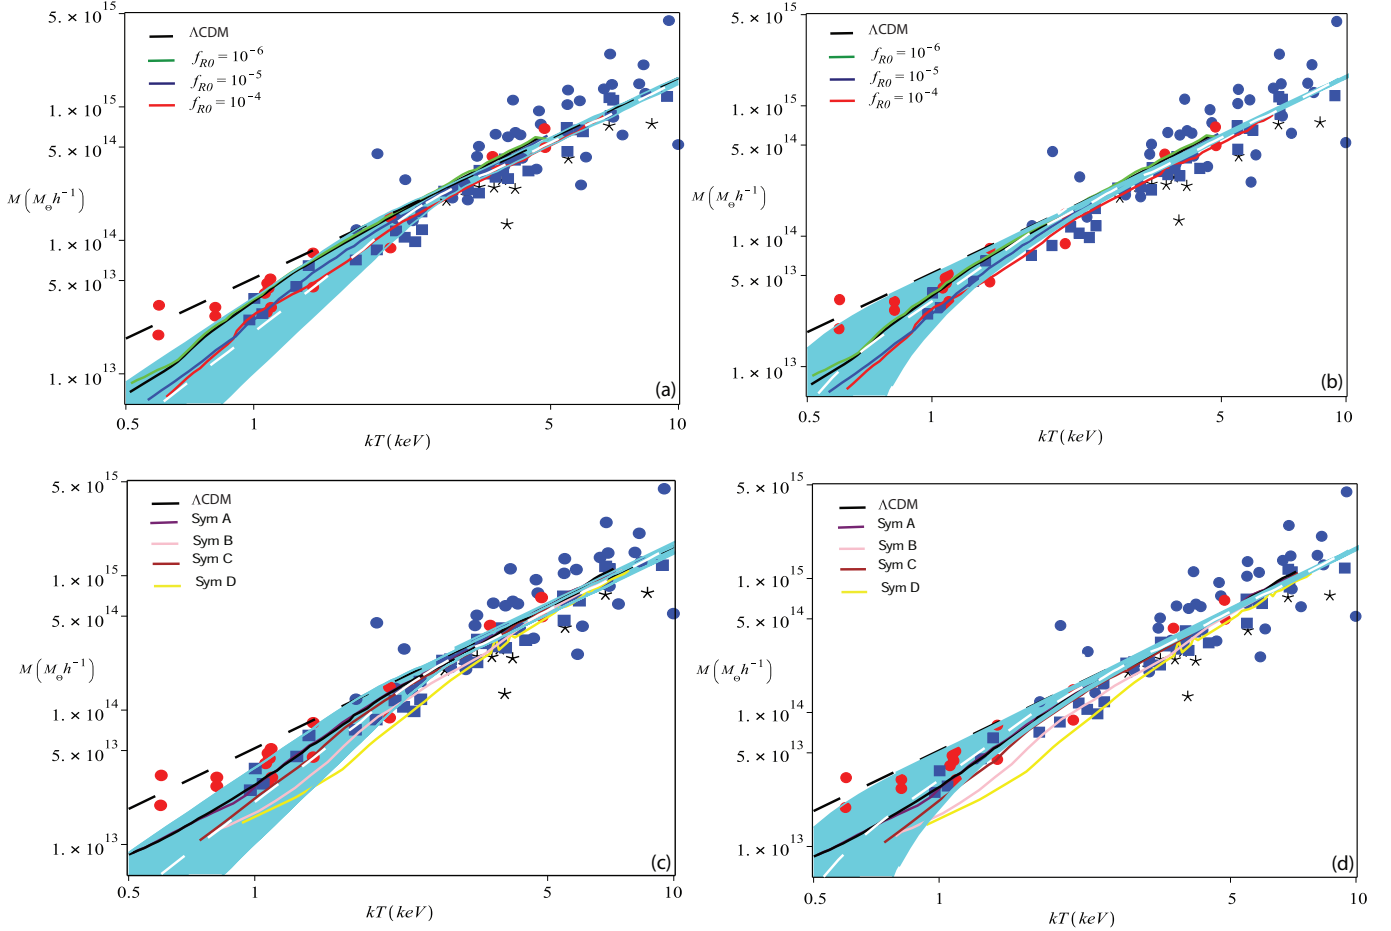 5. × 10^15
ΛCDM
f_R0 = 10^−6
f_R0 = 10^−5
f_R0 = 10^−4
1. × 10^15
5. × 10^14
M (M_⊙ h^−1)
1. × 10^14
5. × 10^13
1. × 10^13
(a)
0.5 1 5 10
kT (keV)
5. × 10^15
ΛCDM
f_R0 = 10^−6
f_R0 = 10^−5
f_R0 = 10^−4
1. × 10^15
5. × 10^14
M (M_⊙ h^−1)
1. × 10^14
5. × 10^13
1. × 10^13
(b)
0.5 1 5 10
kT (keV)
5. × 10^15
ΛCDM
Sym A
Sym B
Sym C
Sym D
1. × 10^15
5. × 10^14
M (M_⊙ h^−1)
1. × 10^14
5. × 10^13
1. × 10^13
(c)
0.5 1 5 10
kT (keV)
5. × 10^15
ΛCDM
Sym A
Sym B
Sym C
Sym D
1. × 10^15
5. × 10^14
M (M_⊙ h^−1)
1. × 10^14
5. × 10^13
1. × 10^13
(d)
0.5 1 5 10
kT (keV)